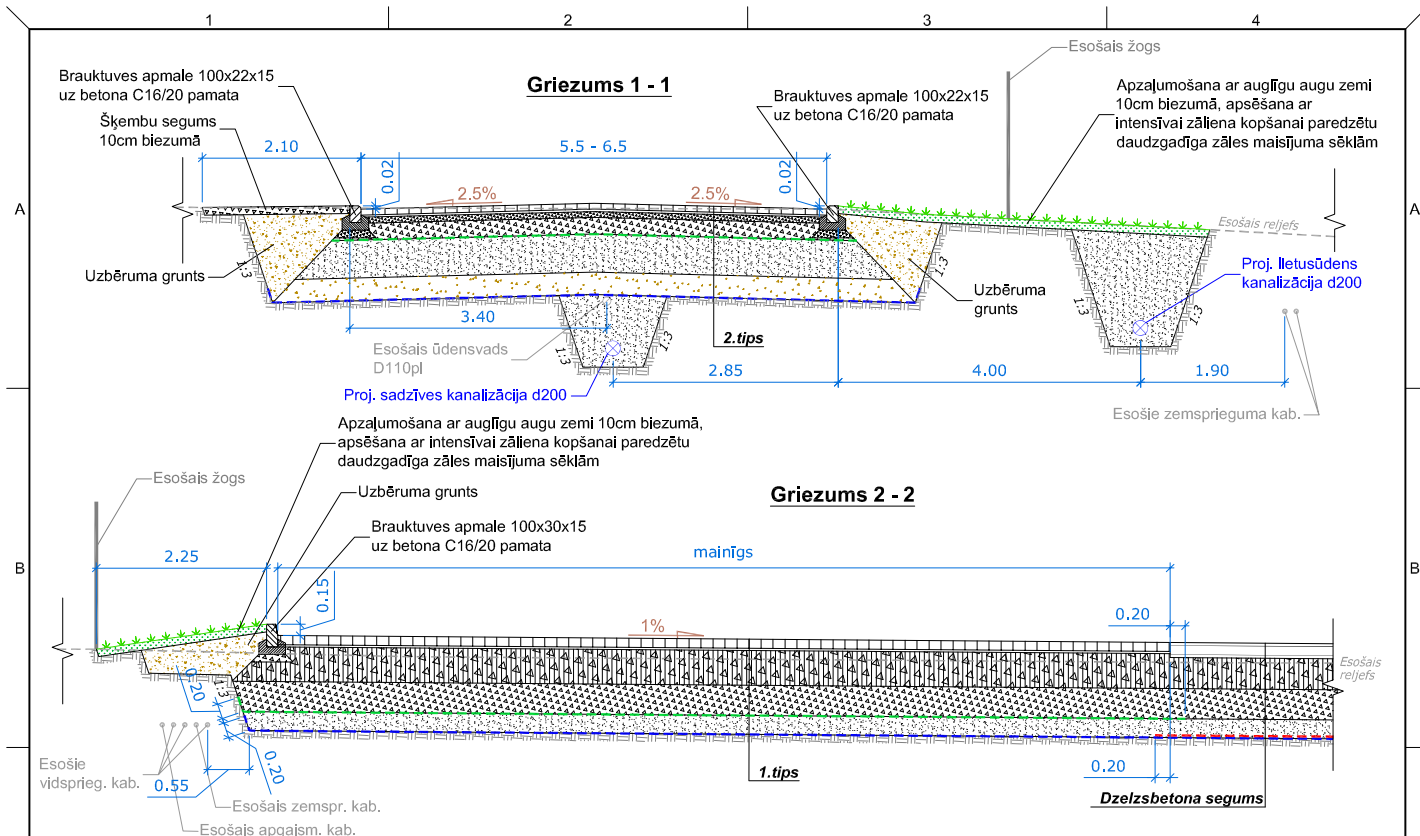 1
2
3
4
A
A
B
B
Griezums 1 - 1
Brauktuves apmale 100x22x15
uz betona C16/20 pamata
Šķembu segums
10cm biezumā
Brauktuves apmale 100x22x15
uz betona C16/20 pamata
Esošais žogs
Apzaļumošana ar auglīgu augu zemi
10cm biezumā, apsēšana ar
intensīvai zāliena kopšanai paredzētu
daudzgadīga zāles maisījuma sēklām
2.10
5.5 - 6.5
0.02
0.02
2.5%
2.5%
Esošais reljefs
Uzbēruma grunts
1:3
1:3
Uzbēruma
grunts
1:3
1:3
Proj. lietusūdens
kanalizācija d200
3.40
2.tips
Esošais ūdensvads
D110pl
1:3
1:3
2.85
4.00
1.90
Proj. sadzīves kanalizācija d200
Esošie zemsprieguma kab.
Apzaļumošana ar auglīgu augu zemi 10cm biezumā,
apsēšana ar intensīvai zāliena kopšanai paredzētu
daudzgadīga zāles maisījuma sēklām
Esošais žogs
Uzbēruma grunts
Griezums 2 - 2
Brauktuves apmale 100x30x15
uz betona C16/20 pamata
2.25
mainīgs
0.15
0.20
1%
Esošais
reljefs
0.20
1:3
0.20
Esošie
vidsprieg. kab.
0.55
Esošais zemspr. kab.
Esošais apgaism. kab.
1.tips
0.20
Dzelzsbetona segums